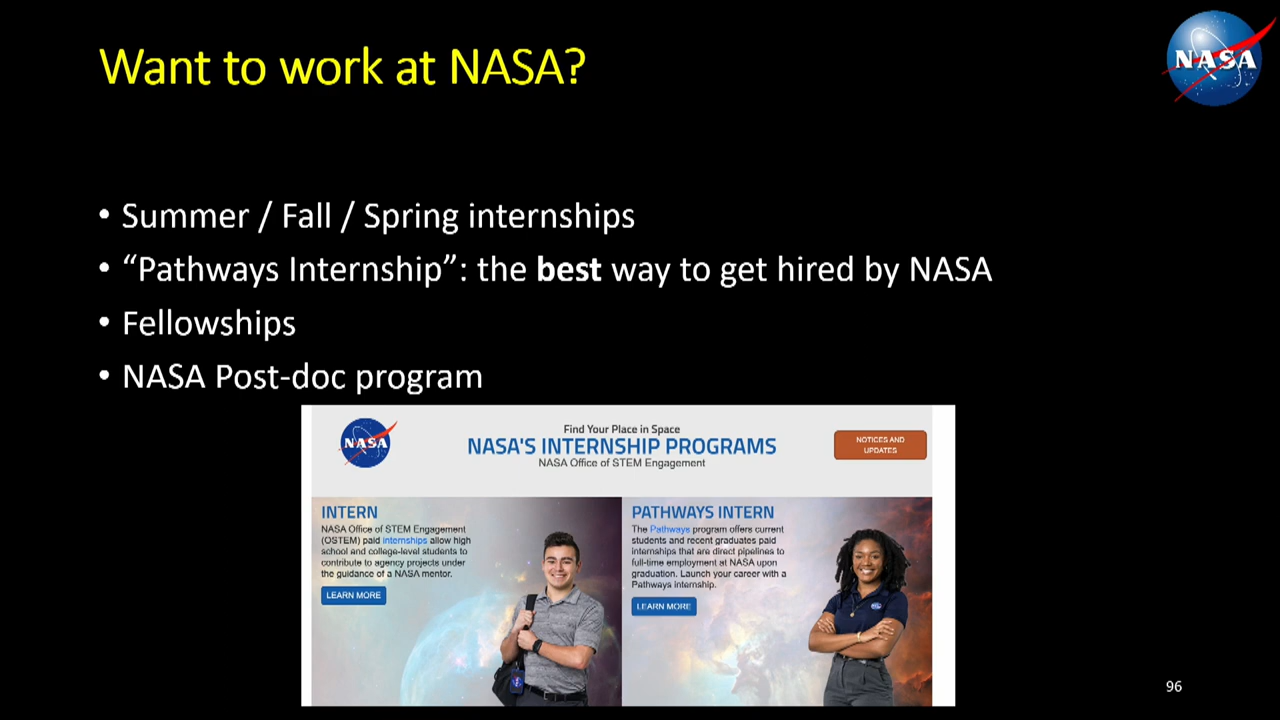 Want to work at NASA?
NASA
• Summer / Fall / Spring internships
• “Pathways Internship”: the best way to get hired by NASA
• Fellowships
• NASA Post-doc program
NASA
Find Your Place in Space
NASA'S INTERNSHIP PROGRAMS
NASA Office of STEM Engagement
NOTICES AND
UPDATES
INTERN
NASA Office of STEM Engagement
(OSTEM) paid internships allow high
school and college-level students to
contribute to agency projects under
the guidance of a NASA mentor.
LEARN MORE
PATHWAYS INTERN
The Pathways program offers current
students and recent graduates paid
internships that are direct pipelines to
full-time employment at NASA upon
graduation. Launch your career with a
Pathways internship.
LEARN MORE
96